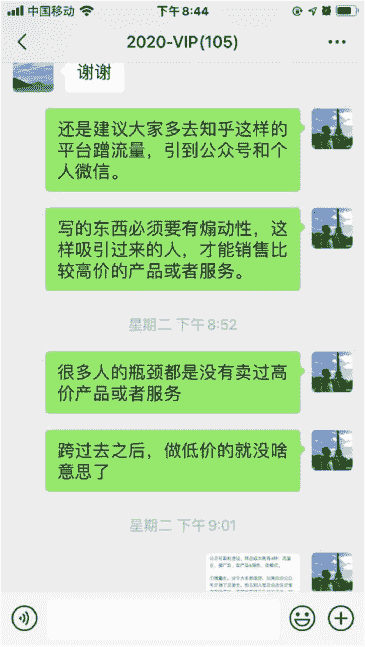 中国移动
下午8:44
2020-VIP(105)
谢谢
还是建议大家多去知乎这样的
平台蹭流量，引到公众号和个
人微信。
写的东西必须要有煽动性，这
样吸引过来的人，才能销售比
较高价的产品或者服务。
星期二 下午8:52
很多人的瓶颈都是没有卖过高
价产品或者服务
跨过去之后，做低价的就没啥
意思了
星期二 下午9:01